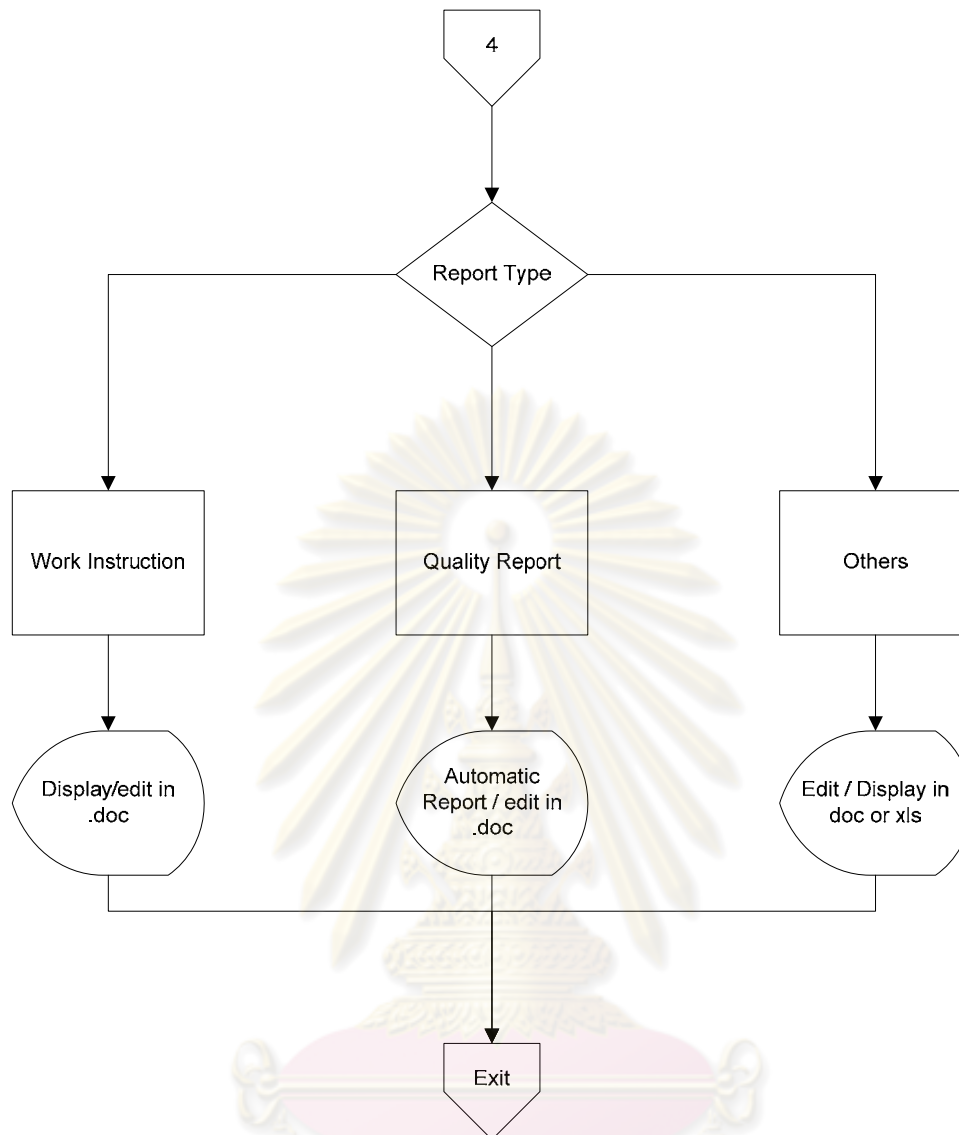 4
Report Type
Work Instruction
Quality Report
Others
Display/edit in
.doc
Automatic
Report / edit in
.doc
Edit / Display in
doc or xls
Exit